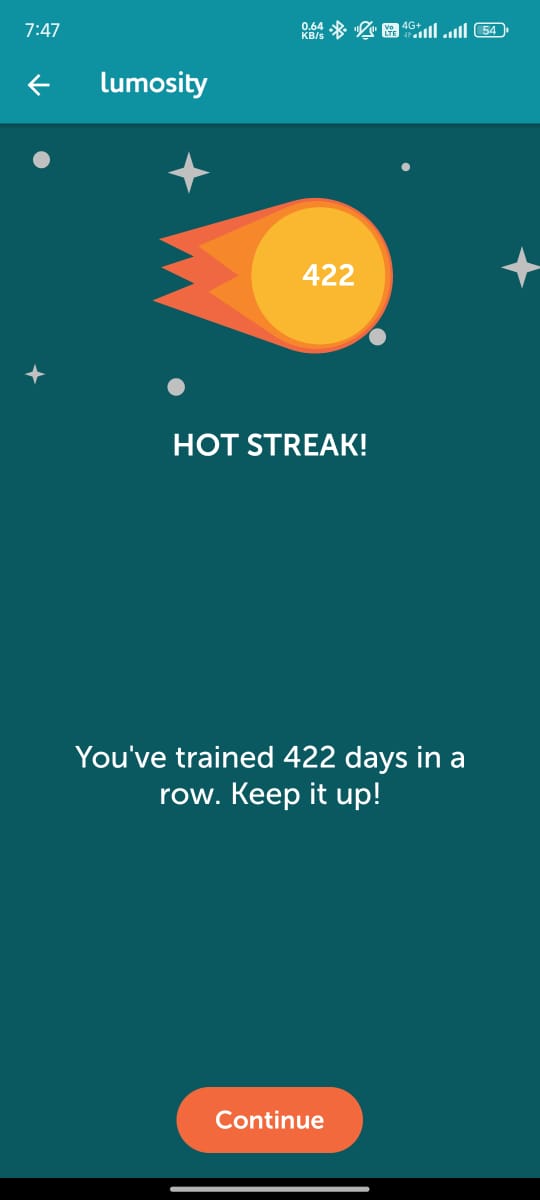 7:47
0.64
KB/s
Vo
LTE
4G+
54
lumosity
422
HOT STREAK!
You've trained 422 days in a
row. Keep it up!
Continue